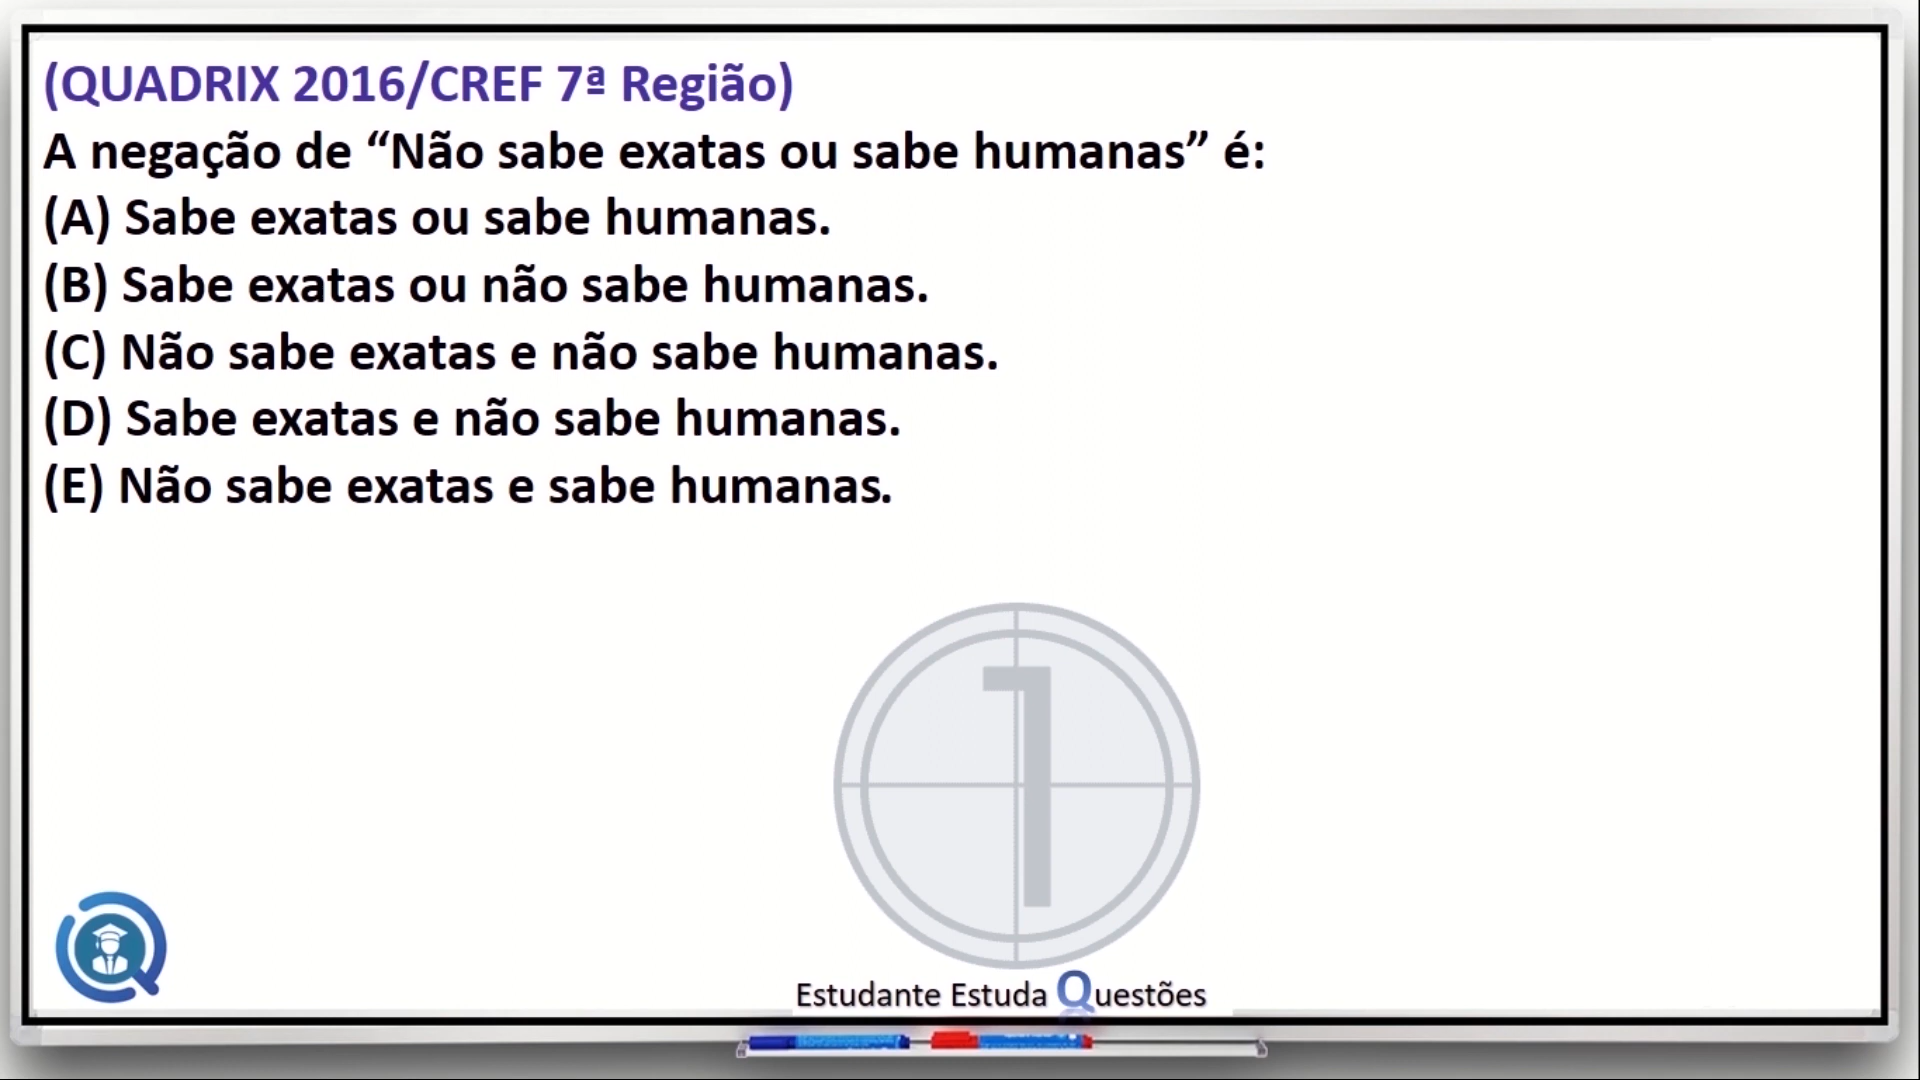 (QUADRIX 2016/CREF 7ª Região)
A negação de “Não sabe exatas ou sabe humanas” é:
(A) Sabe exatas ou sabe humanas.
(B) Sabe exatas ou não sabe humanas.
(C) Não sabe exatas e não sabe humanas.
(D) Sabe exatas e não sabe humanas.
(E) Não sabe exatas e sabe humanas.
1
Estudante Estuda Questões